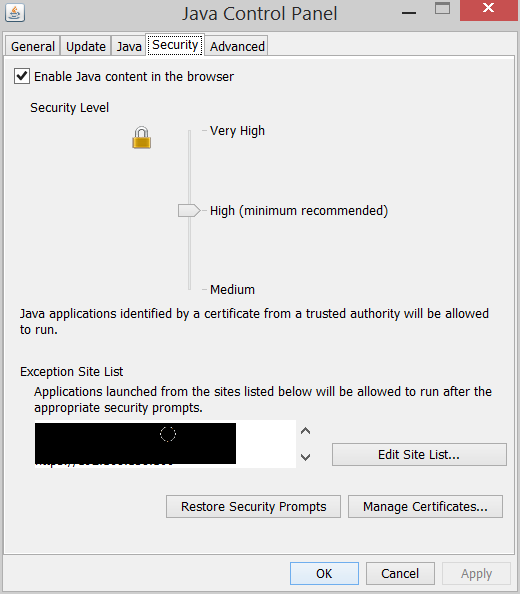 Java Control Panel
General Update Java Security Advanced
Enable Java content in the browser
Security Level
Very High
High (minimum recommended)
Medium
Java applications identified by a certificate from a trusted authority will be allowed
to run.
Exception Site List
Applications launched from the sites listed below will be allowed to run after the
appropriate security prompts.
Edit Site List...
Restore Security Prompts Manage Certificates...
OK Cancel Apply